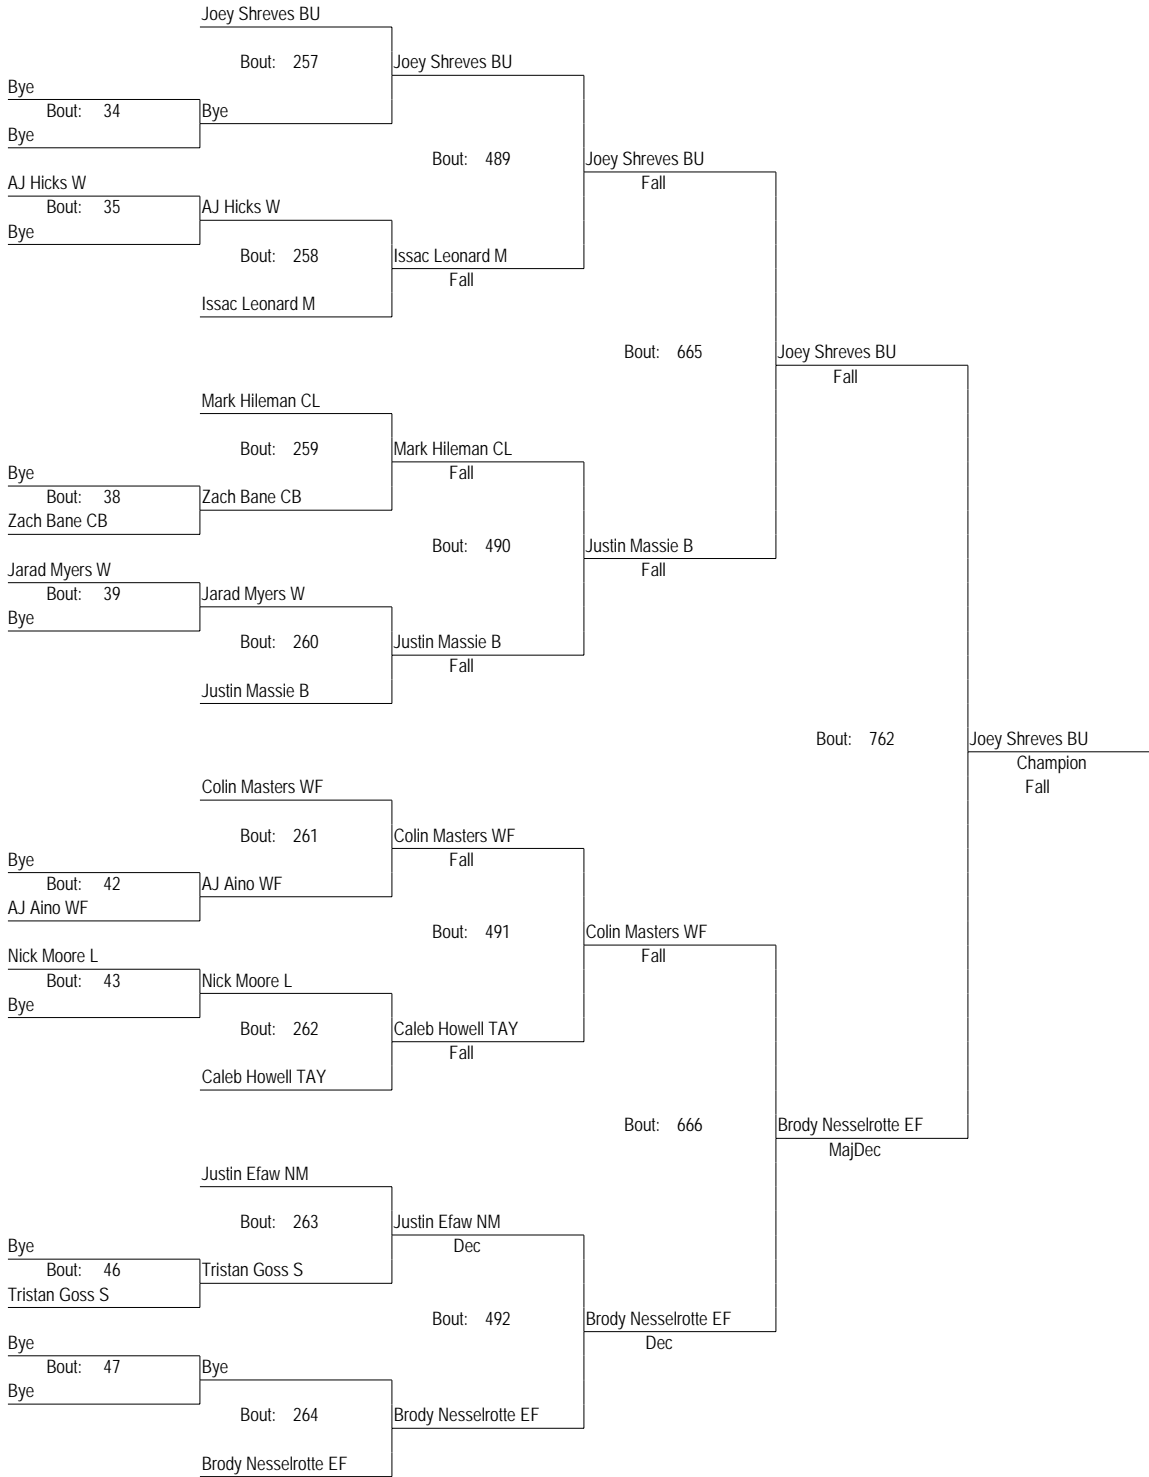 Joey Shreves BU
Bout: 257
Joey Shreves BU
Bye
Bout: 34
Bye
Bye
Bout: 489
Joey Shreves BU
Fall
AJ Hicks W
Bout: 35
AJ Hicks W
Bye
Bout: 258
Issac Leonard M
Fall
Issac Leonard M
Bout: 665
Joey Shreves BU
Fall
Mark Hileman CL
Bout: 259
Mark Hileman CL
Fall
Bye
Bout: 38
Zach Bane CB
Zach Bane CB
Bout: 490
Justin Massie B
Fall
Jarad Myers W
Bout: 39
Jarad Myers W
Bye
Bout: 260
Justin Massie B
Fall
Justin Massie B
Bout: 762
Joey Shreves BU
Champion
Fall
Colin Masters WF
Bout: 261
Colin Masters WF
Fall
Bye
Bout: 42
AJ Aino WF
AJ Aino WF
Bout: 491
Colin Masters WF
Fall
Nick Moore L
Bout: 43
Nick Moore L
Bye
Bout: 262
Caleb Howell TAY
Fall
Caleb Howell TAY
Bout: 666
Brody Nesselrotte EF
MajDec
Justin Efaw NM
Bout: 263
Justin Efaw NM
Dec
Bye
Bout: 46
Tristan Goss S
Tristan Goss S
Bout: 492
Brody Nesselrotte EF
Dec
Bye
Bout: 47
Bye
Bye
Bout: 264
Brody Nesselrotte EF
Brody Nesselrotte EF